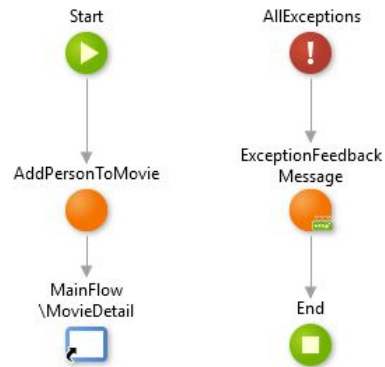 Start
AddPersonToMovie
MainFlow
\MovieDetail
AllExceptions
!
ExceptionFeedback
Message
End